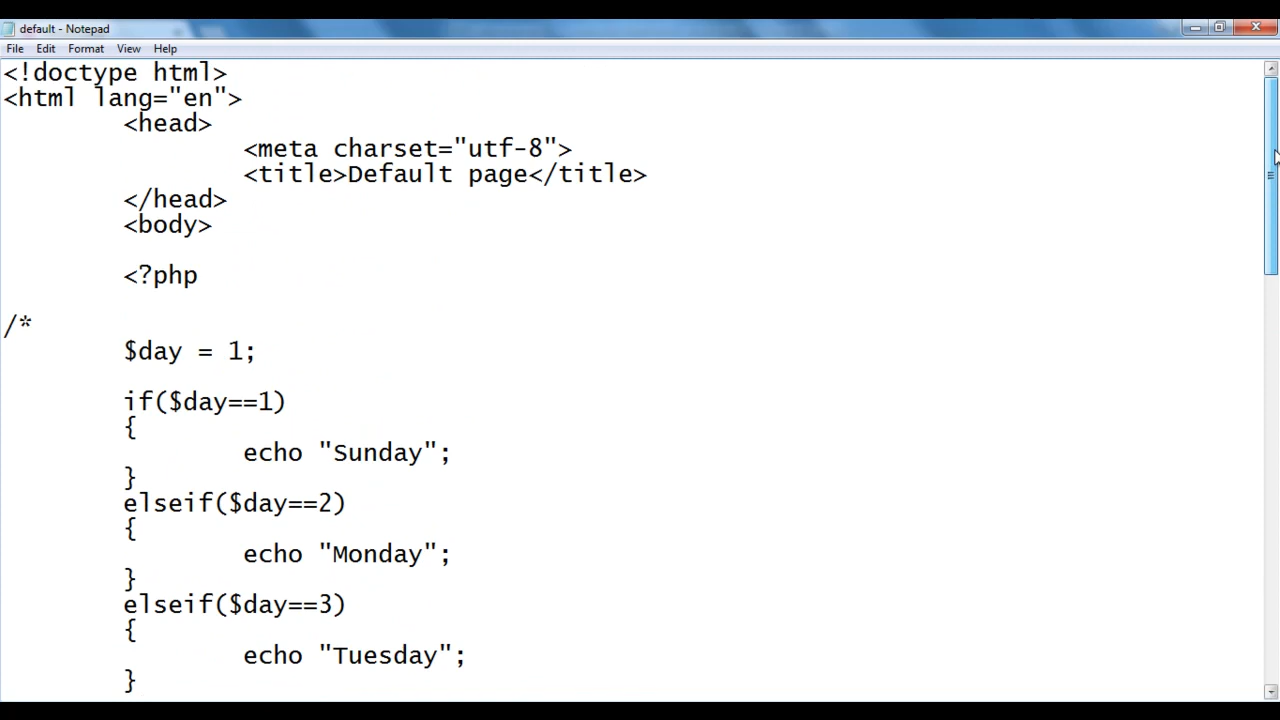 default - Notepad
File Edit Format View Help
<!doctype html>
<html lang="en">
<head>
<meta charset="utf-8">
<title>Default page</title>
</head>
<body>
<?php
/*
$day = 1;
if($day==1)
{
echo "Sunday";
}
elseif($day==2)
{
echo "Monday";
}
elseif($day==3)
{
echo "Tuesday";
}